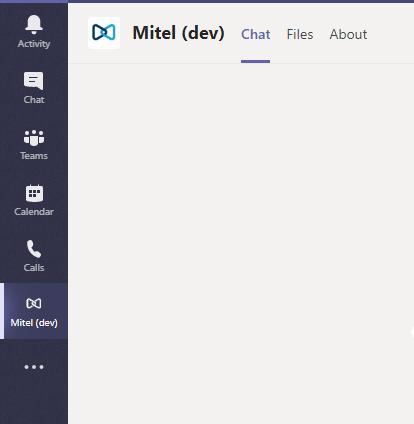 Activity
Chat
Teams
Calendar
Calls
Mitel (dev)
Mitel (dev) Chat Files About